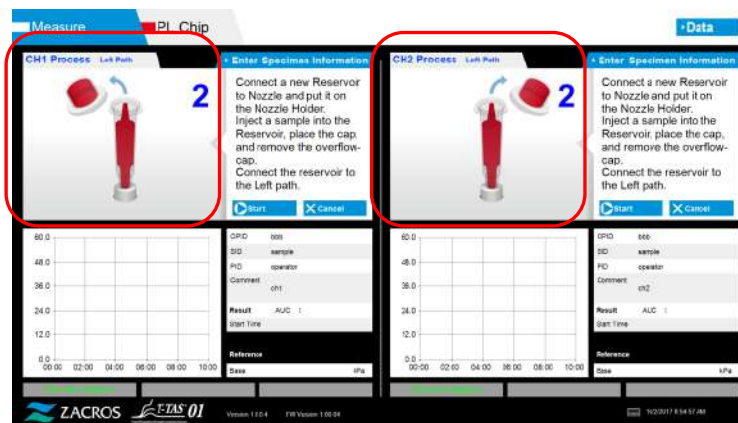 Measure
PL Chip
Data
CH1 Process Left Path
2
Enter Specimen Information
Connect a new Reservoir
to Nozzle and put it on
the Nozzle Holder.
Inject a sample into the
Reservoir, place the cap,
and remove the overflow-
cap.
Connect the reservoir to
the Left path.
Start
Cancel
CH2 Process Left Path
2
Enter Specimen Information
Connect a new Reservoir
to Nozzle and put it on
the Nozzle Holder.
Inject a sample into the
Reservoir, place the cap,
and remove the overflow-
cap.
Connect the reservoir to
the Left path.
Start
Cancel
60.0
48.0
36.0
24.0
12.0
0.0
00:00 02:00 04:00 06:00 08:00 10:00
OPID bbb
SID sample
PID operator
Comment
ch1
Result AUC :
Start Time
Reference
Base kPa
60.0
48.0
36.0
24.0
12.0
0.0
00:00 02:00 04:00 06:00 08:00 10:00
OPID bbb
SID sample
PID operator
Comment
ch2
Result AUC :
Start Time
Reference
Base kPa
ZACROS
T-TAS 01
Version
FW Version
9:54:57 AM